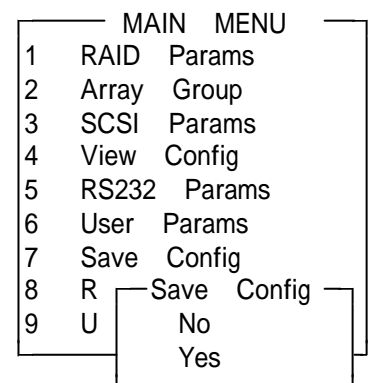 MAIN MENU
1 RAID Params
2 Array Group
3 SCSI Params
4 View Config
5 RS232 Params
6 User Params
7 Save Config
8 R Save Config
9 U No
Yes